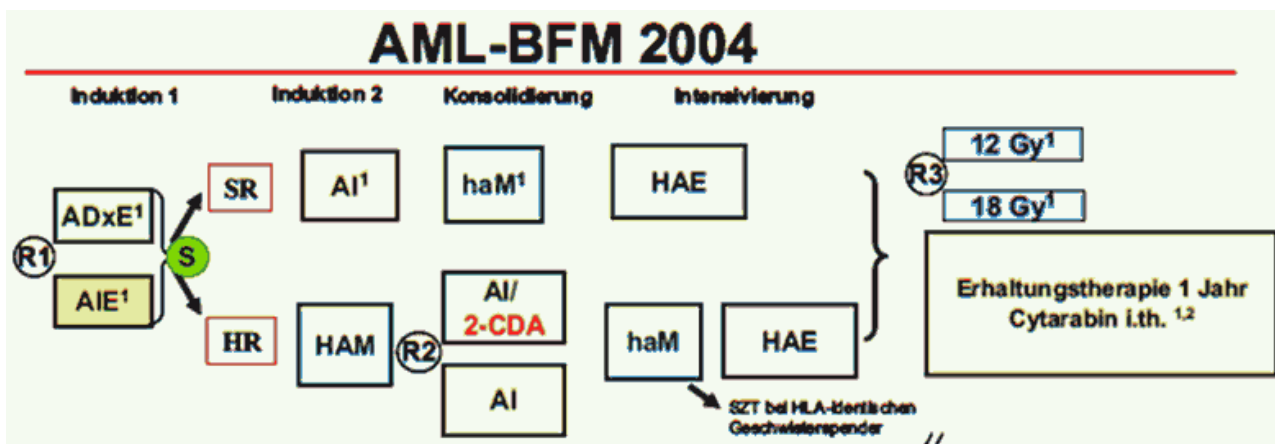 AML-BFM 2004
Induktion 1
Induktion 2
Konsolidierung
Intensivierung
R1
ADxE¹
AIE¹
S
SR
HR
AI¹
HAM
R2
haM¹
AI/
2-CDA
AI
HAE
haM
HAE
SZT bei HLA-identischen
Geschwisterspender
R3
12 Gy¹
18 Gy¹
Erhaltungstherapie 1 Jahr
Cytarabin i.th. ¹,²
//